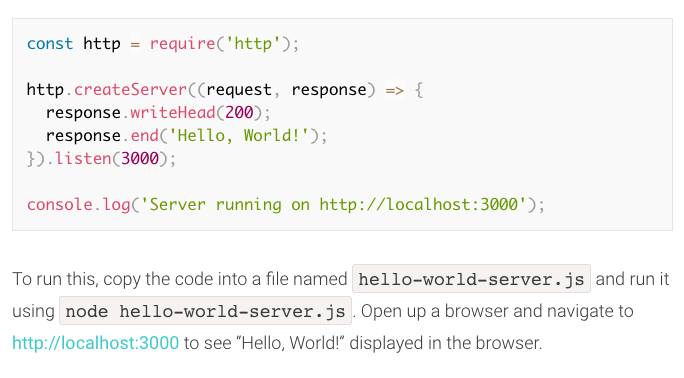 const http = require('http');

http.createServer((request, response) => {
  response.writeHead(200);
  response.end('Hello, World!');
}).listen(3000);

console.log('Server running on http://localhost:3000');

To run this, copy the code into a file named hello-world-server.js and run it
using node hello-world-server.js. Open up a browser and navigate to
http://localhost:3000 to see “Hello, World!” displayed in the browser.